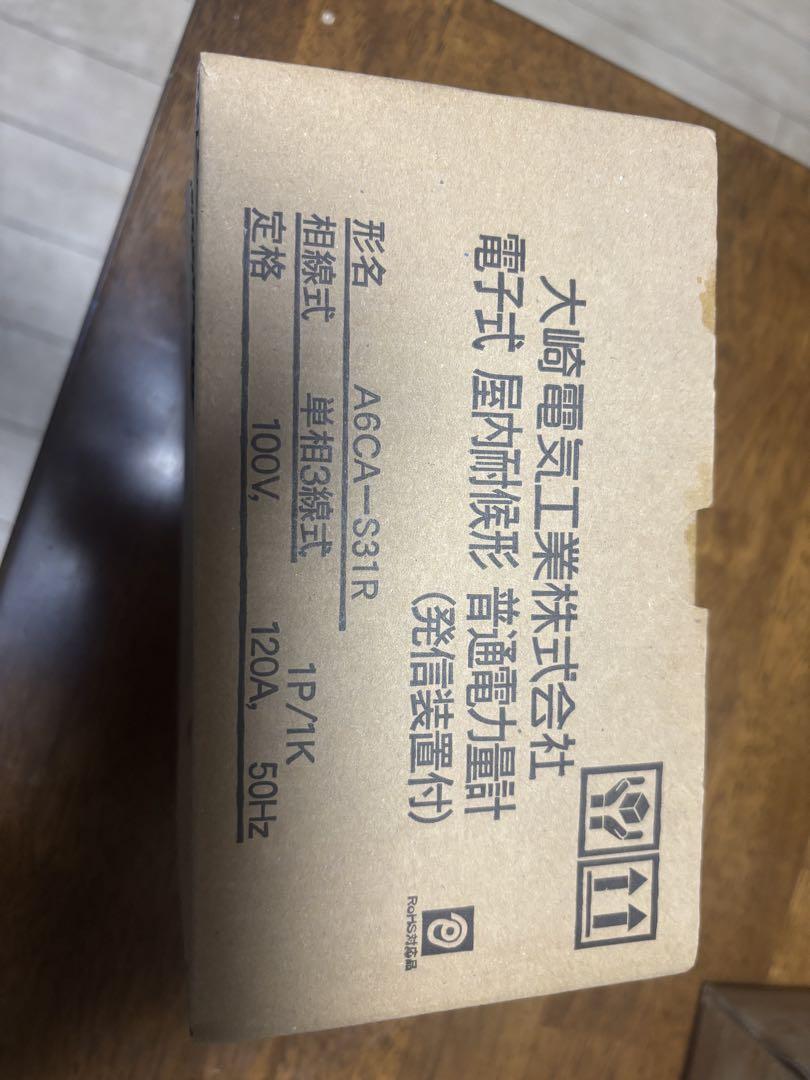 大崎電気工業株式会社
電子式 屋内耐候形 普通電力量計
(発信装置付)
形名 A6CA-S31R
1P/1K
相線式 単相3線式,
定格 100V, 120A, 50Hz
RoHS対応品